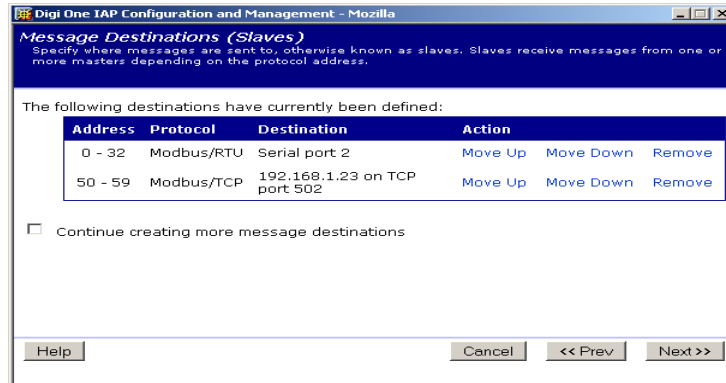 Digi One IAP Configuration and Management - Mozilla
Message Destinations (Slaves)
Specify where messages are sent to, otherwise known as slaves. Slaves receive messages from one or
more masters depending on the protocol address.
The following destinations have currently been defined:
Address Protocol Destination Action
0 - 32 Modbus/RTU Serial port 2 Move Up Move Down Remove
50 - 59 Modbus/TCP 192.168.1.23 on TCP Move Up Move Down Remove
port 502
Continue creating more message destinations
Help Cancel << Prev Next >>